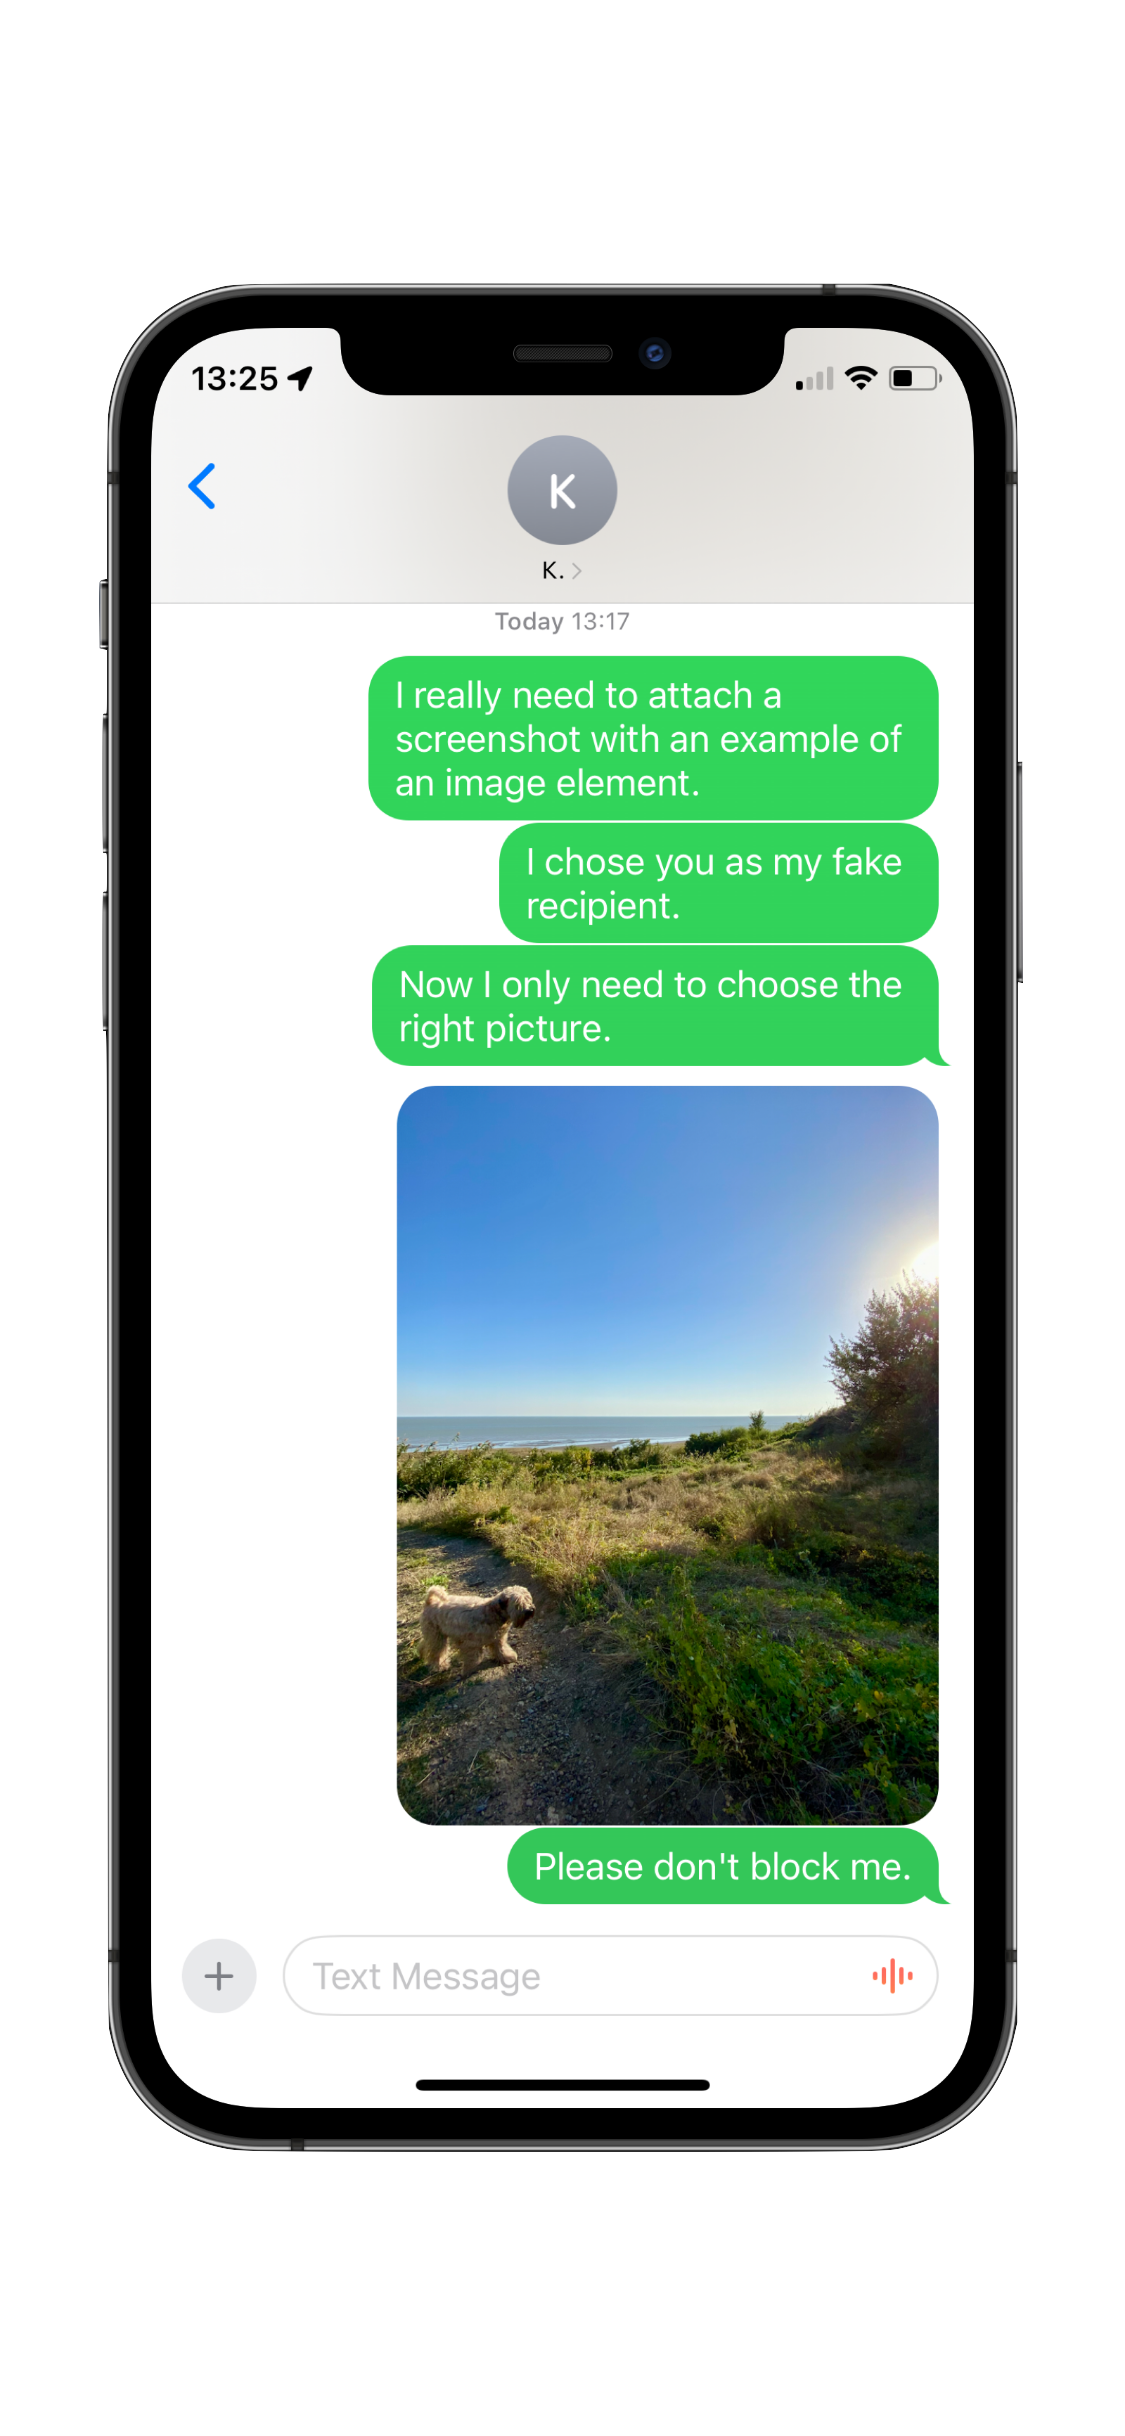 13:25
K
K.
Today 13:17
I really need to attach a
screenshot with an example of
an image element.
I chose you as my fake
recipient.
Now I only need to choose the
right picture.
Please don't block me.
Text Message